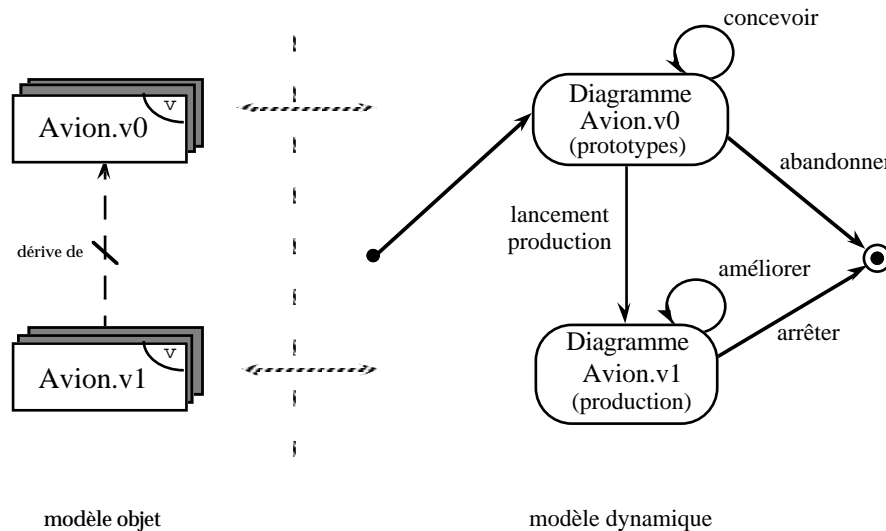 concevoir
v
Avion.v0
Diagramme
Avion.v0
(prototypes)
abandonner
lancement
production
dérive de
améliorer
v
Avion.v1
Diagramme
Avion.v1
(production)
arrêter
modèle objet
modèle dynamique